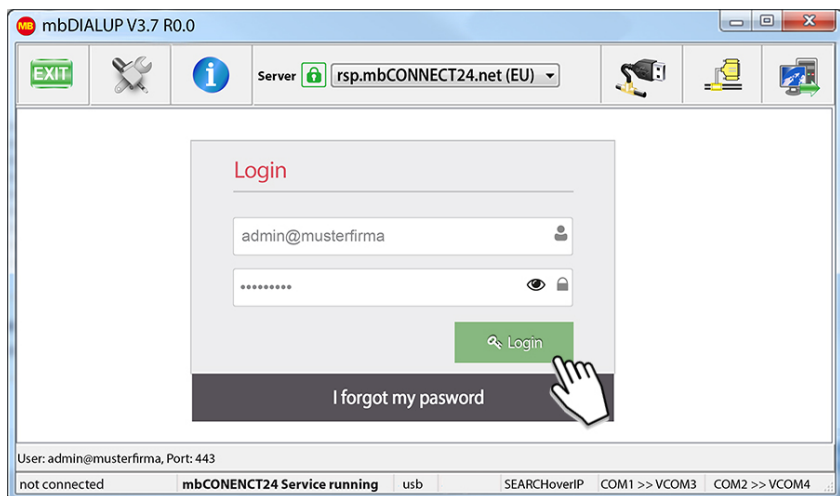 MB mbDIALUP V3.7 R0.0
EXIT i Server rsp.mbCONNECT24.net (EU)
Login
admin@musterfirma
•••••••••
Login
I forgot my pasword
User: admin@musterfirma, Port: 443
not connected mbCONENCT24 Service running usb SEARCHoverIP COM1 >> VCOM3 COM2 >> VCOM4